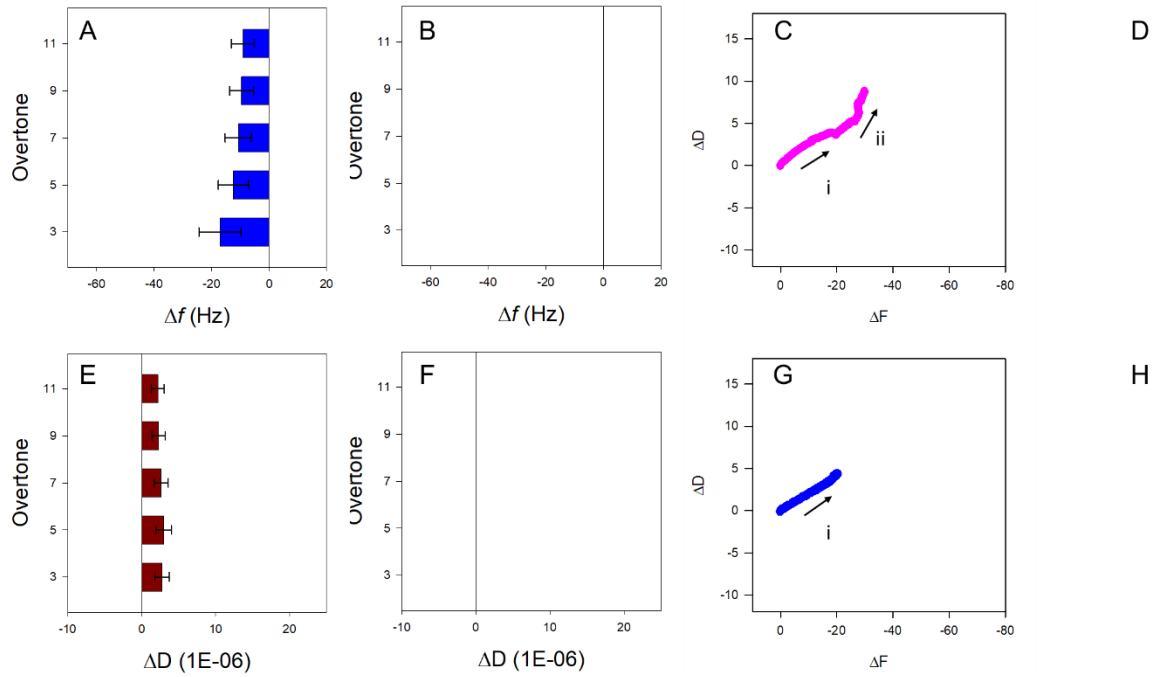 A
Overtone
11
9
7
5
3
-60 -40 -20 0 20
Δf (Hz)
B
Overtone
11
9
7
5
3
-60 -40 -20 0 20
Δf (Hz)
C
ΔD
15
10
5
0
-5
-10
i
ii
0 -20 -40 -60 -80
ΔF
D
E
Overtone
11
9
7
5
3
-10 0 10 20
ΔD (1E-06)
F
Overtone
11
9
7
5
3
-10 0 10 20
ΔD (1E-06)
G
ΔD
15
10
5
0
-5
-10
i
0 -20 -40 -60 -80
ΔF
H